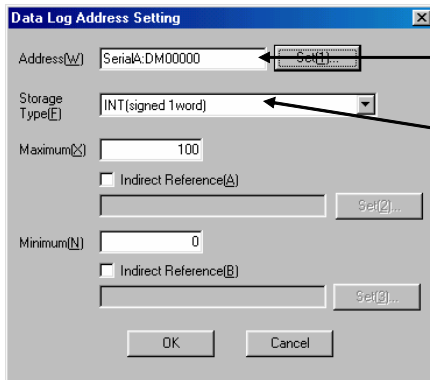 Data Log Address Setting
Address(W) SerialA:DM00000 Set(1)...
Storage
Type(F) INT(signed 1word)
Maximum(X) 100
Indirect Reference(A)
Set(2)...
Minimum(N) 0
Indirect Reference(B)
Set(3)...
OK Cancel